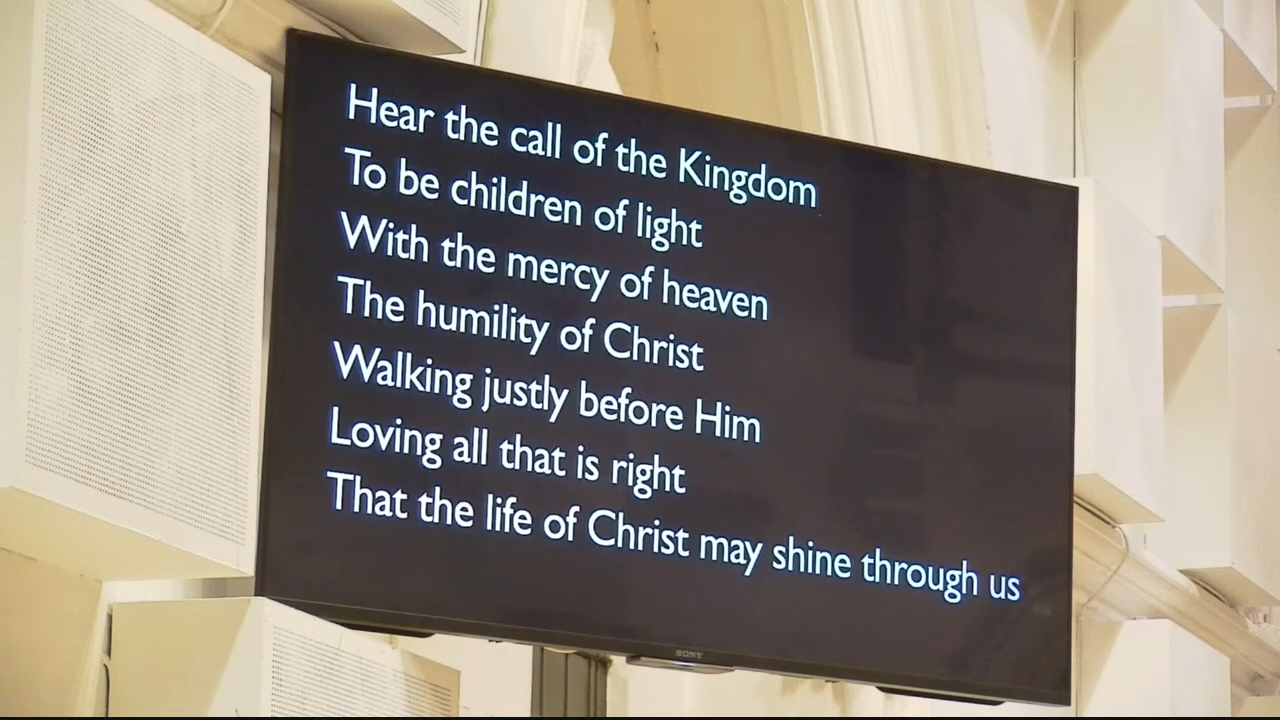 Hear the call of the Kingdom
To be children of light
With the mercy of heaven
The humility of Christ
Walking justly before Him
Loving all that is right
That the life of Christ may shine through us
SONY